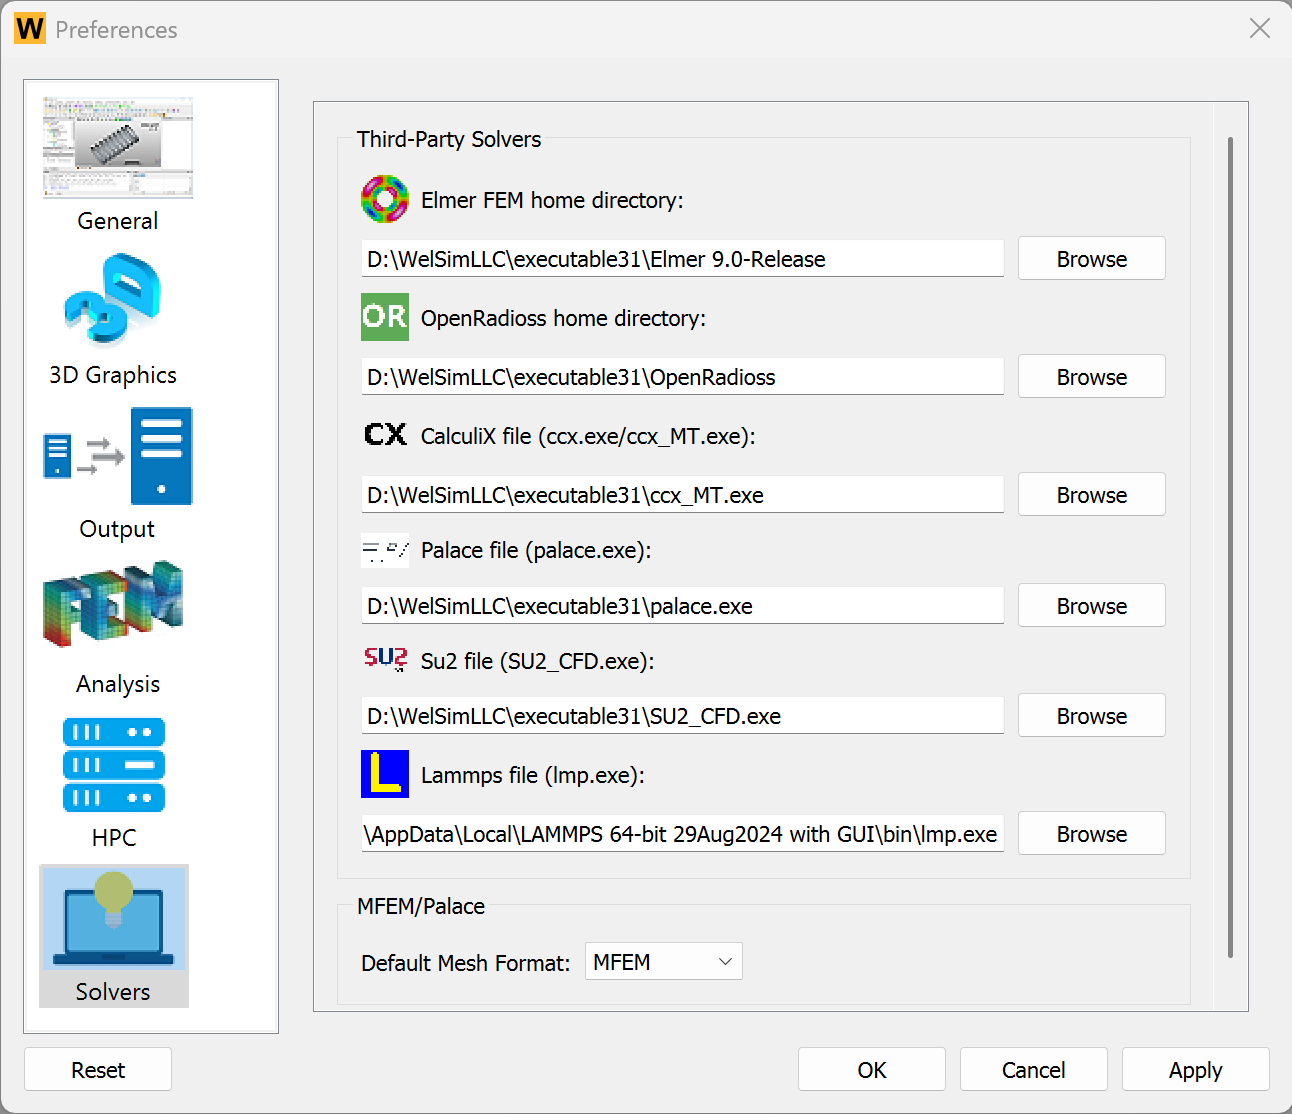 W Preferences
General
3D Graphics
Output
FEM
Analysis
HPC
Solvers
Third-Party Solvers
Elmer FEM home directory:
D:\WelSimLLC\executable31\Elmer 9.0-Release
Browse
OR OpenRadioss home directory:
D:\WelSimLLC\executable31\OpenRadioss
Browse
CX CalculiX file (ccx.exe/ccx_MT.exe):
D:\WelSimLLC\executable31\ccx_MT.exe
Browse
Palace file (palace.exe):
D:\WelSimLLC\executable31\palace.exe
Browse
SU2 Su2 file (SU2_CFD.exe):
D:\WelSimLLC\executable31\SU2_CFD.exe
Browse
L Lammps file (lmp.exe):
\AppData\Local\LAMMPS 64-bit 29Aug2024 with GUI\bin\lmp.exe
Browse
MFEM/Palace
Default Mesh Format: MFEM
Reset
OK
Cancel
Apply